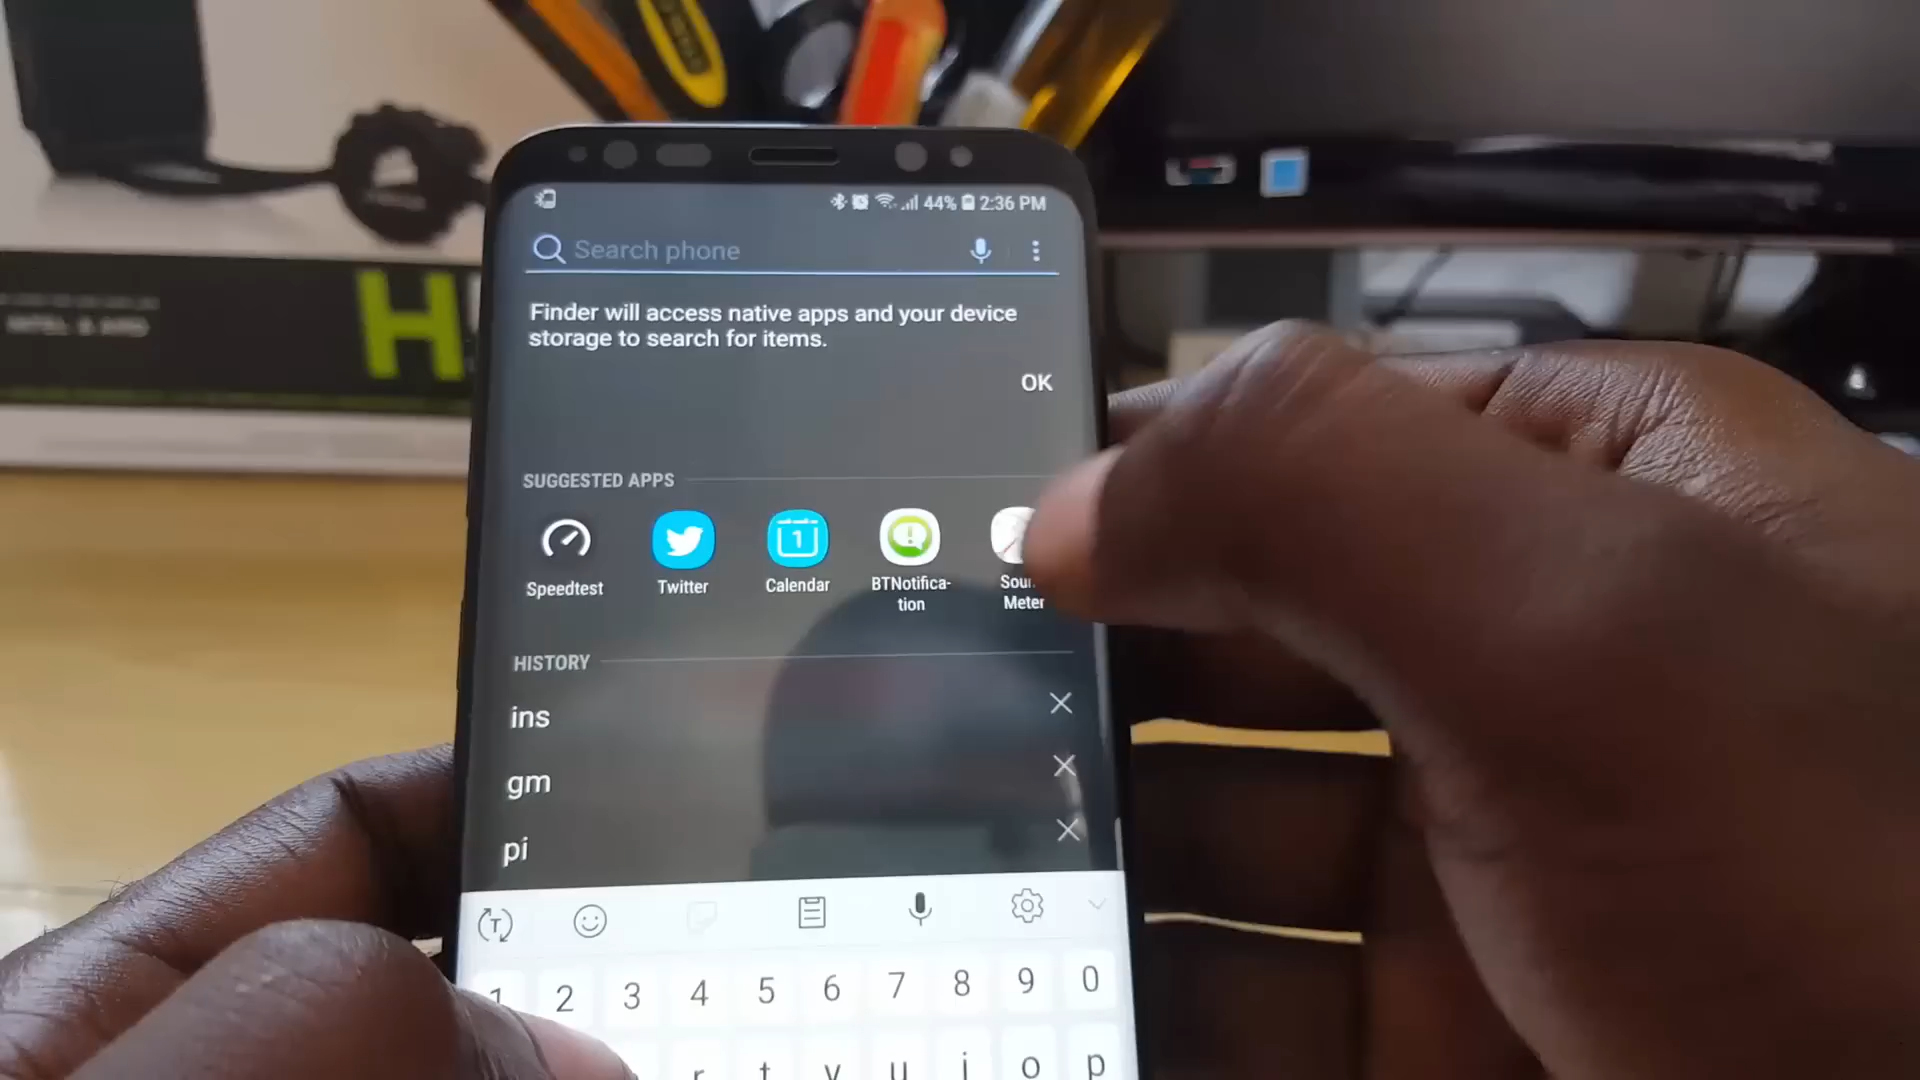 44% 2:36 PM
Search phone
Finder will access native apps and your device
storage to search for items.
OK
SUGGESTED APPS
Speedtest
Twitter
1
Calendar
BTNotifica-
tion
Meter
HISTORY
ins
gm
pi
T
1 2 3 4 5 6 7 8 9 0
r t y u i o p
H